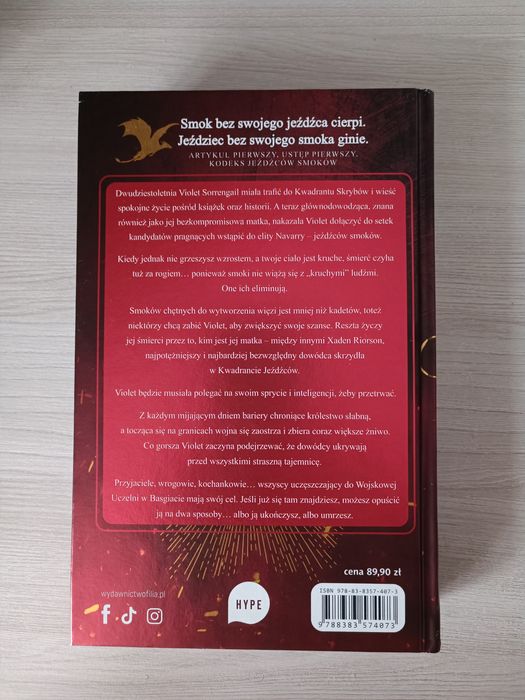 Smok bez swojego jeźdźca cierpi.
Jeździec bez swojego smoka ginie.
ARTYKUŁ PIERWSZY, USTĘP PIERWSZY,
KODEKS JEŹDŹCÓW SMOKÓW
Dwudziestoletnia Violet Sorrengail miała trafić do Kwadrantu Skrybów i wieść
spokojne życie pośród książek oraz historii. A teraz głównodowodząca, znana
również jako jej bezkompromisowa matka, nakazała Violet dołączyć do setek
kandydatów pragnących wstąpić do elity Navarry – jeźdźców smoków.
Kiedy jednak nie grzeszysz wzrostem, a twoje ciało jest kruche, śmierć czyha
tuż za rogiem… ponieważ smoki nie wiążą się z „kruchymi” ludźmi.
One ich eliminują.
Smoków chętnych do wytworzenia więzi jest mniej niż kadetów, toteż
niektórzy chcą zabić Violet, aby zwiększyć swoje szanse. Reszta życzy
jej śmierci przez to, kim jest jej matka – między innymi Xaden Riorson,
najpotężniejszy i najbardziej bezwzględny dowódca skrzydła
w Kwadrancie Jeźdźców.
Violet będzie musiała polegać na swoim sprycie i inteligencji, żeby przetrwać.
Z każdym mijającym dniem bariery chroniące królestwo słabną,
a tocząca się na granicach wojna się zaostrza i zbiera coraz większe żniwo.
Co gorsza Violet zaczyna podejrzewać, że dowódcy ukrywają
przed wszystkimi straszną tajemnicę.
Przyjaciele, wrogowie, kochankowie… wszyscy uczęszczający do Wojskowej
Uczelni w Basgiacie mają swój cel. Jeśli już się tam znajdziesz, możesz opuścić
ją na dwa sposoby… albo ją ukończysz, albo umrzesz.
cena 89,90 zł
wydawnictwofilia.pl
HYPE
ISBN 978-83-8357-407-3
9 788383 574073